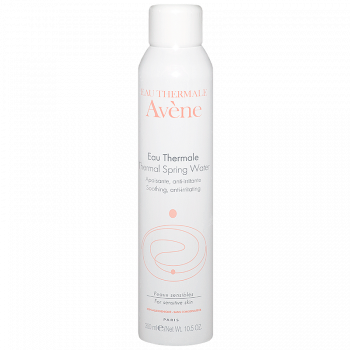 EAU THERMALE
Avène
Eau Thermale
Thermal Spring Water
Apaisante, anti-irritante
Soothing, anti-irritating
Peaux sensibles
For sensitive skin
PARIS
300 ml℮/Net Wt. 10.5 OZ.